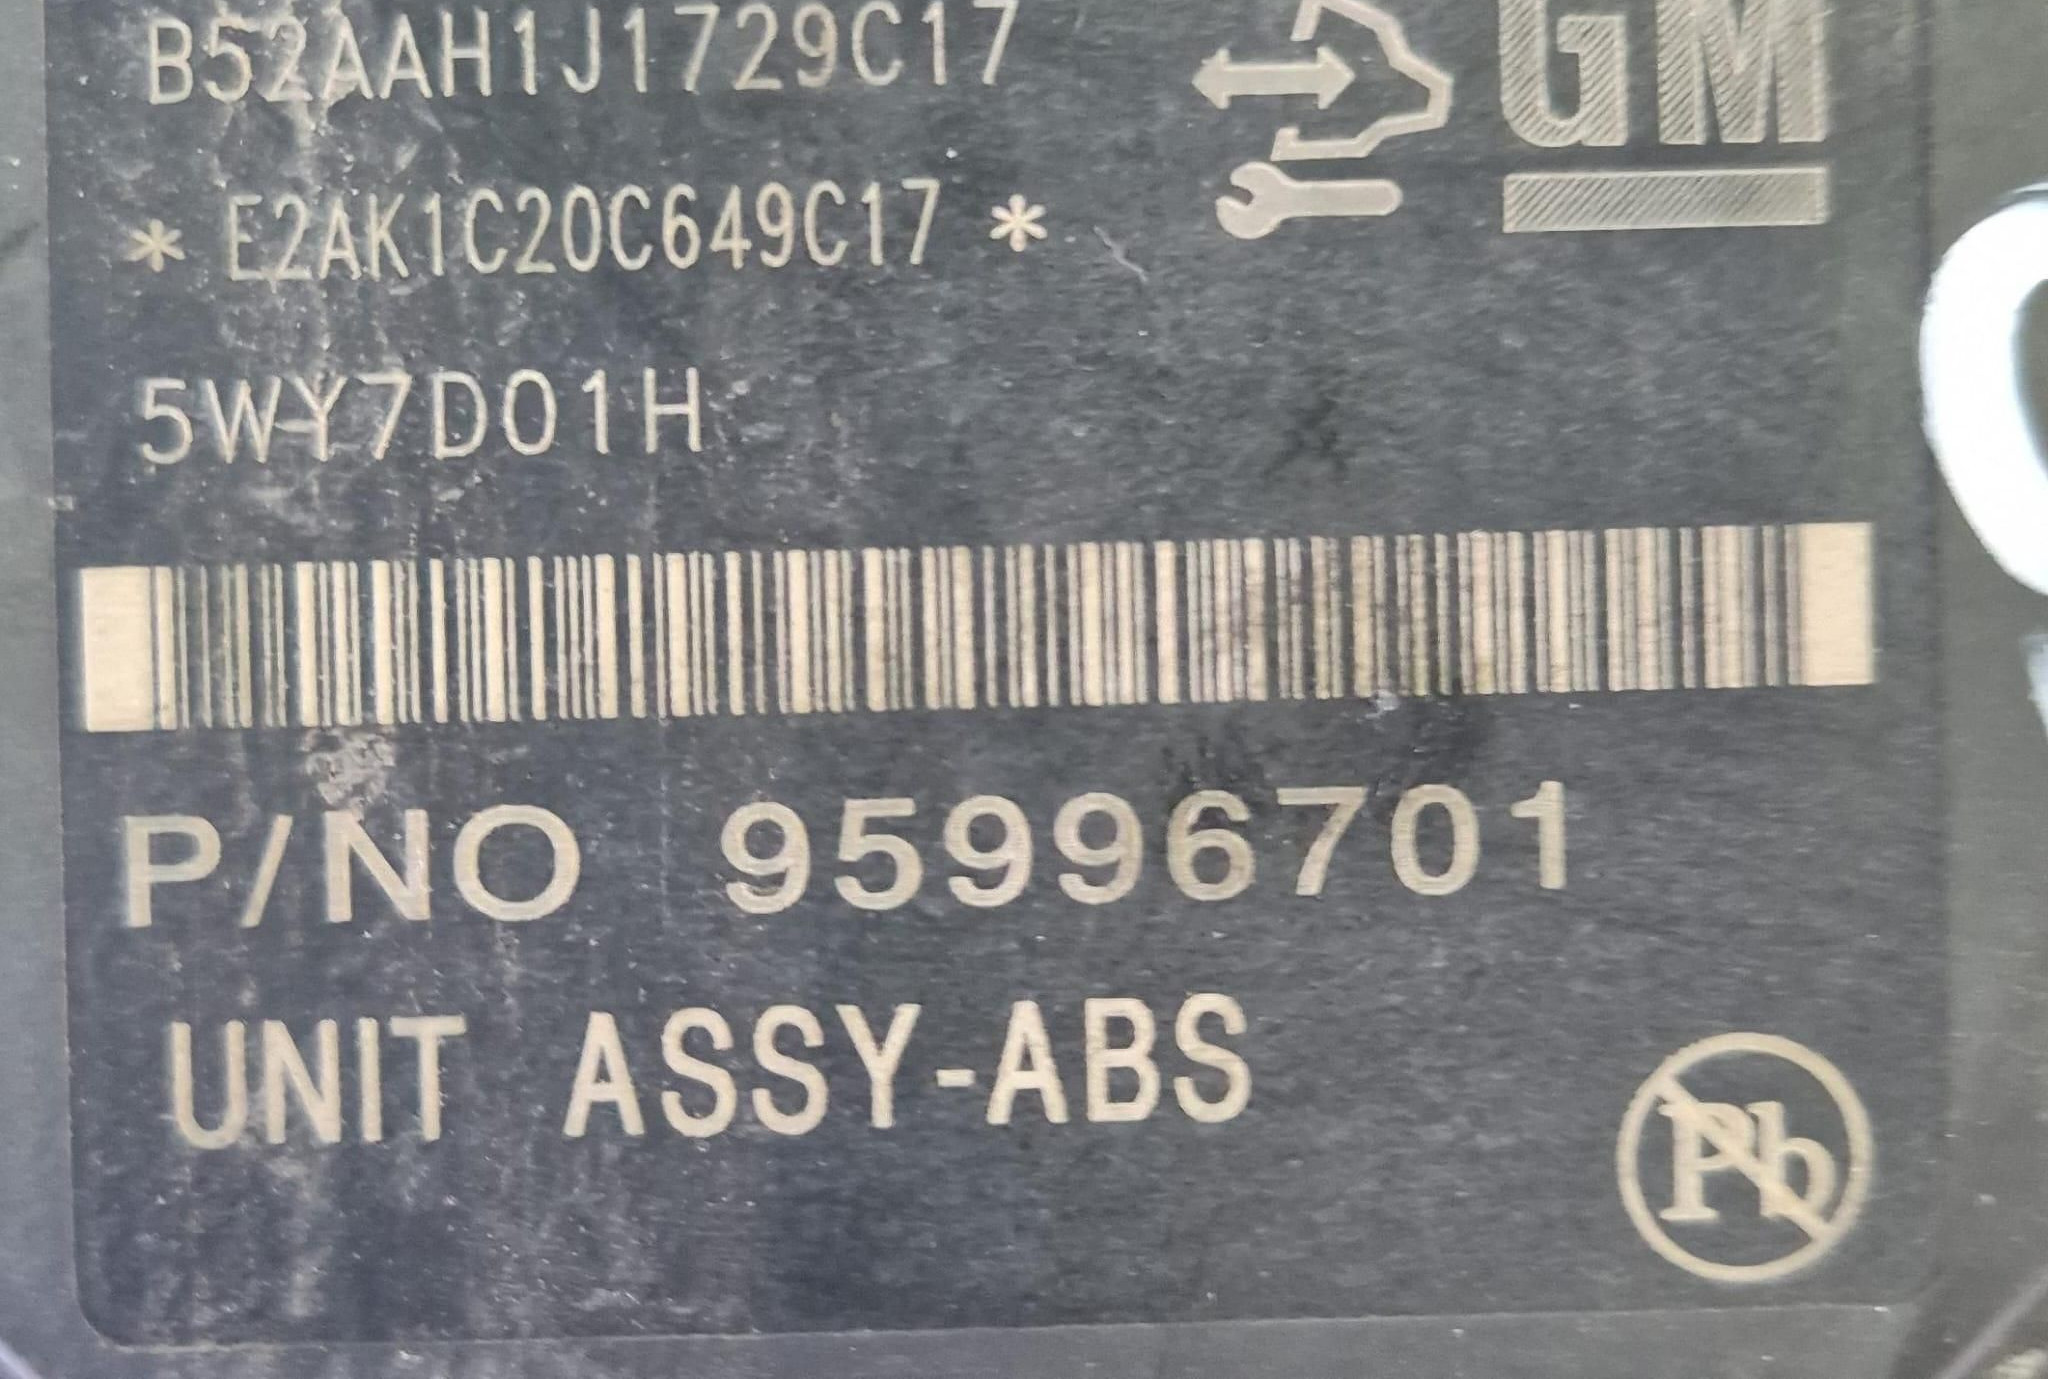 B52AAH1J1729C17
GM
* E2AK1C20C649C17 *
5WY7D01H
P/NO 95996701
UNIT ASSY-ABS
Pb